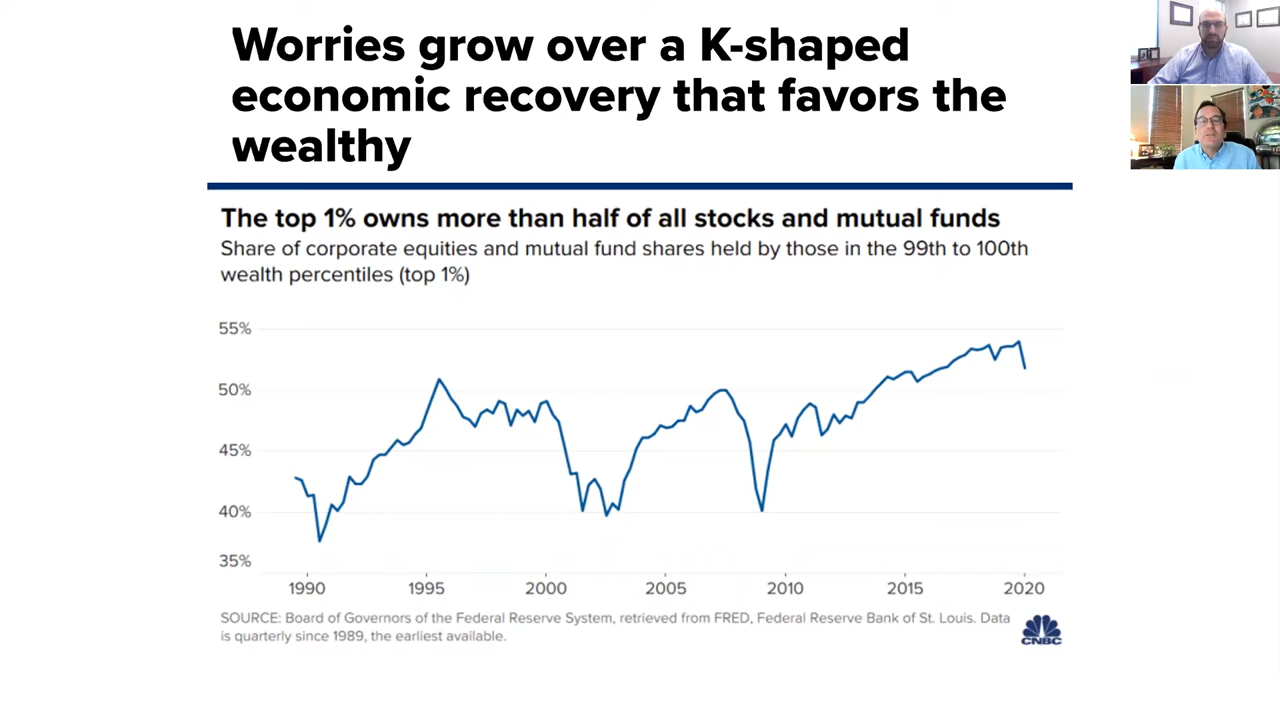 Worries grow over a K-shaped
economic recovery that favors the
wealthy
The top 1% owns more than half of all stocks and mutual funds
Share of corporate equities and mutual fund shares held by those in the 99th to 100th
wealth percentiles (top 1%)
55%
50%
45%
40%
35%
1990 1995 2000 2005 2010 2015 2020
SOURCE: Board of Governors of the Federal Reserve System, retrieved from FRED, Federal Reserve Bank of St. Louis. Data
is quarterly since 1989, the earliest available.
CNBC